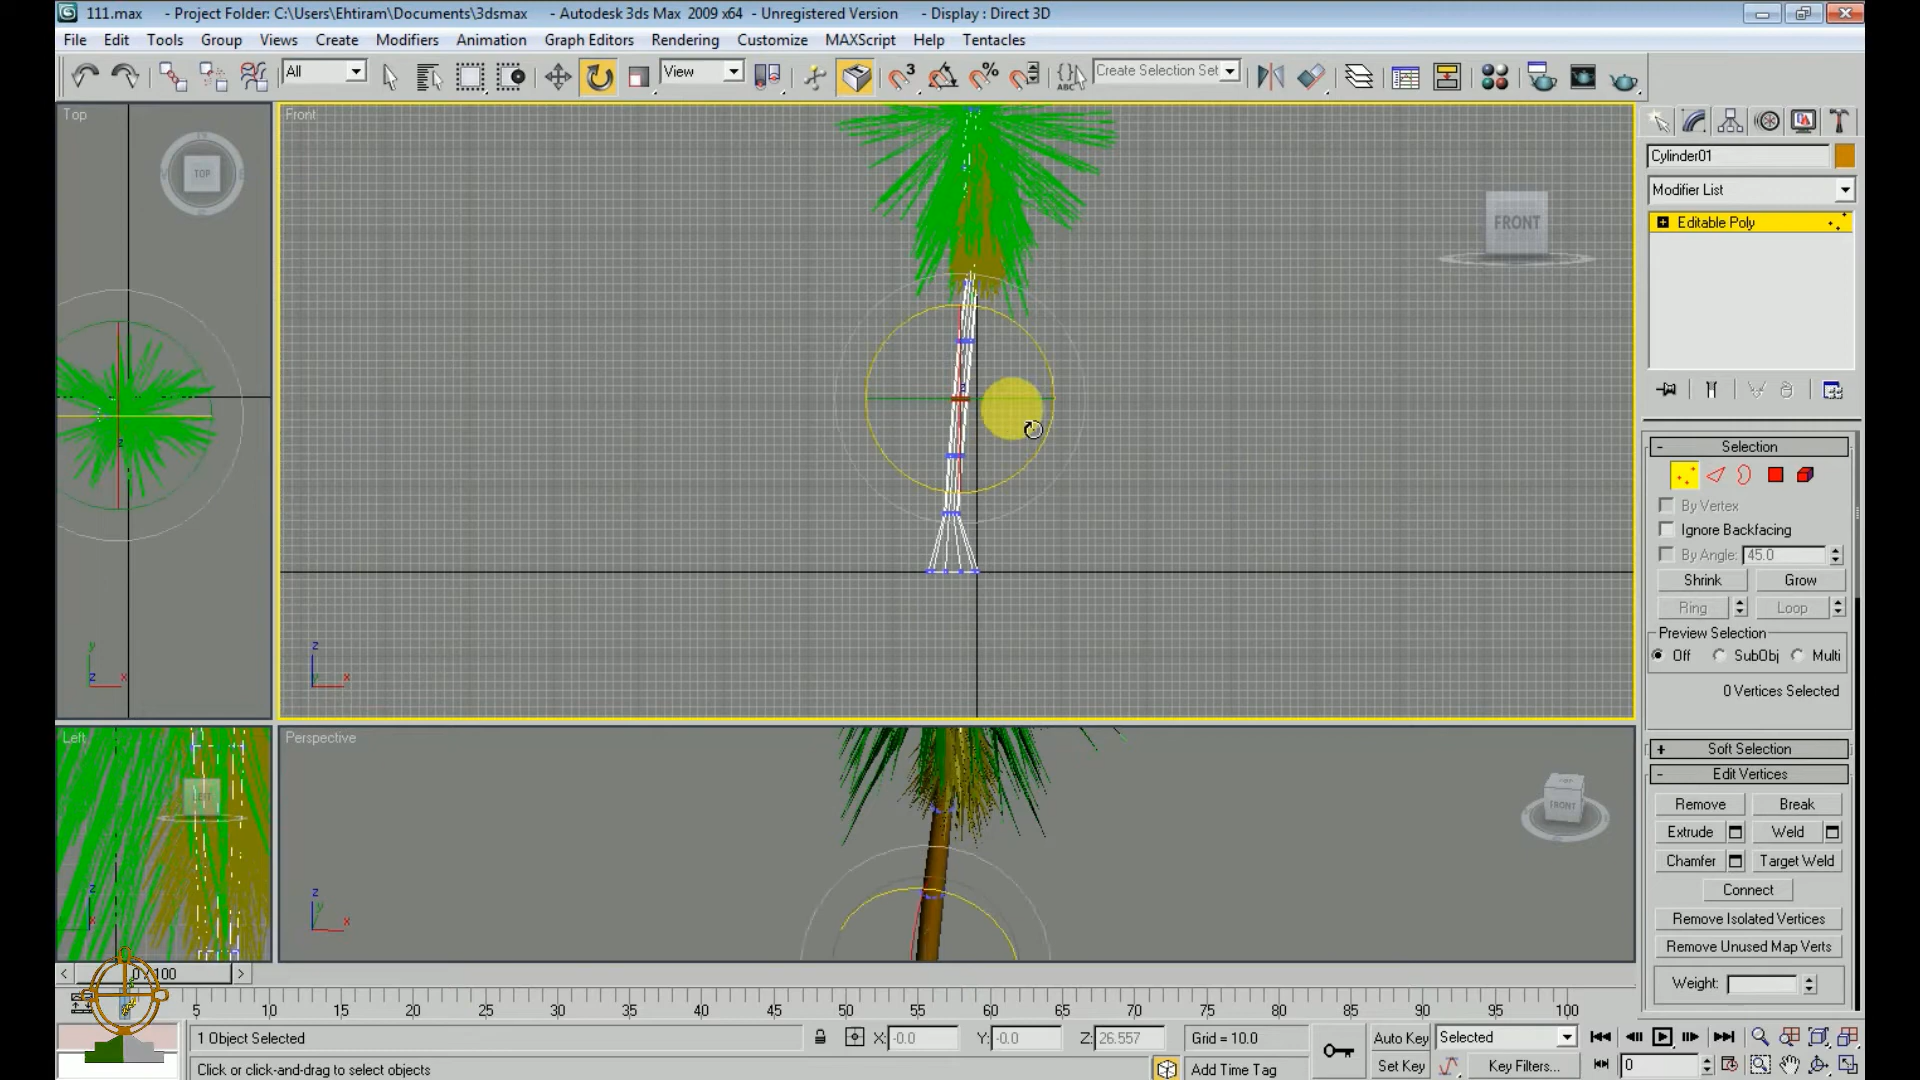 111.max - Project Folder: C:\Users\Ehtiram\Documents\3dsmax - Autodesk 3ds Max 2009 x64 - Unregistered Version - Display : Direct 3D
File Edit Tools Group Views Create Modifiers Animation Graph Editors Rendering Customize MAXScript Help Tentacles
All View 3 % ABC Create Selection Set
Top
Front
TOP
FRONT
Cylinder01
Modifier List
Editable Poly
Selection
By Vertex
Ignore Backfacing
By Angle: 45.0
Shrink Grow
Ring Loop
Preview Selection
Off SubObj Multi
0 Vertices Selected
Soft Selection
Edit Vertices
Remove Break
Extrude Weld
Chamfer Target Weld
Connect
Remove Isolated Vertices
Remove Unused Map Verts
Weight:
z
y
z x
z
x
Left
Perspective
LEFT
FRONT
z
x
z
y
x
0 / 100
5 10 15 20 25 30 35 40 45 50 55 60 65 70 75 80 85 90 95 100
1 Object Selected X: -0.0 Y: -0.0 Z: 26.557 Grid = 10.0 Auto Key Selected
Click or click-and-drag to select objects Add Time Tag Set Key Key Filters... 0